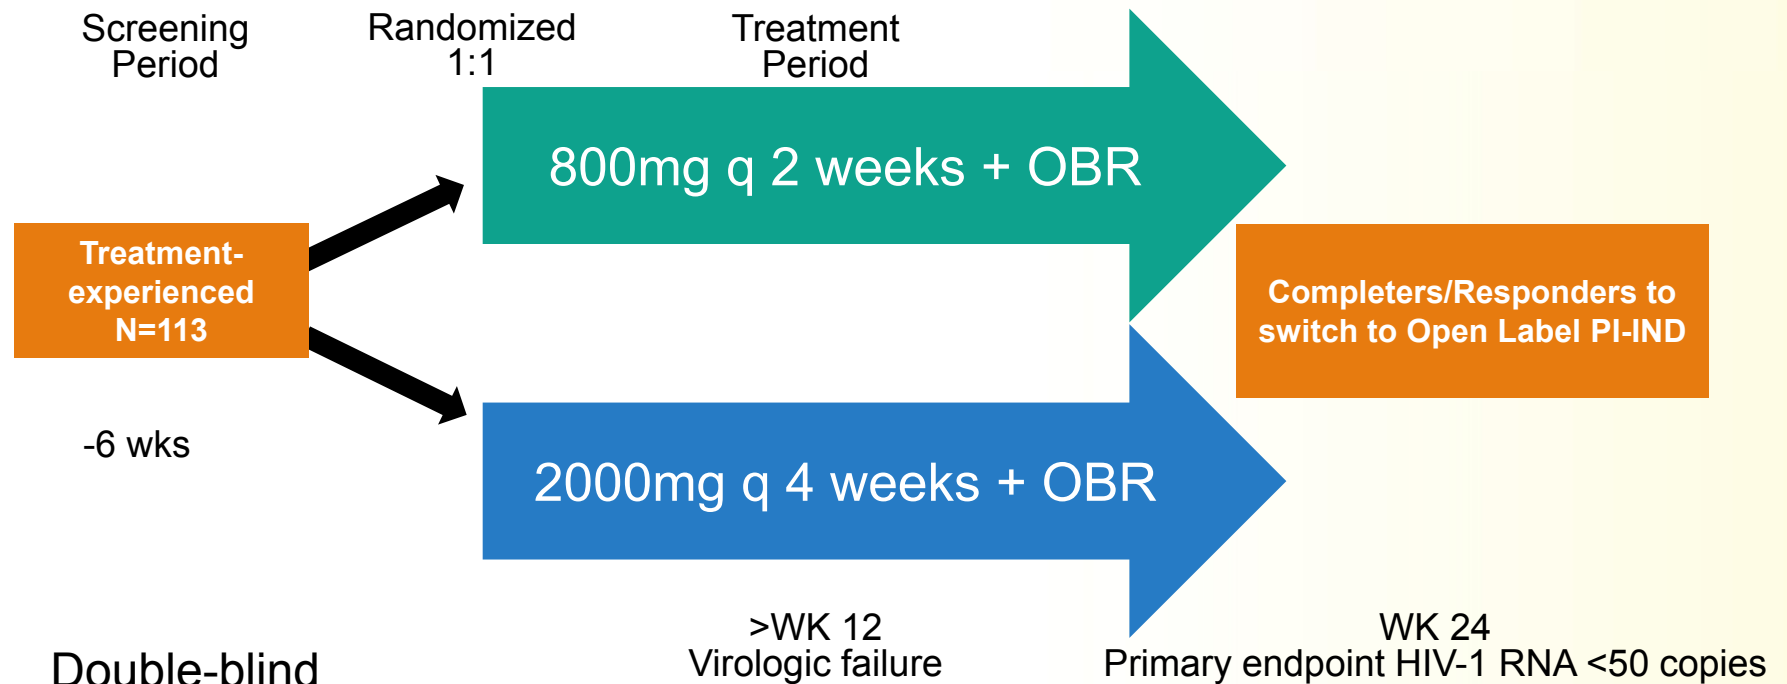 Screening
Period
Randomized
1:1
Treatment
Period
800mg q 2 weeks + OBR
Treatment-
experienced
N=113
Completers/Responders to
switch to Open Label PI-IND
-6 wks
2000mg q 4 weeks + OBR
>WK 12
Virologic failure
WK 24
Primary endpoint HIV-1 RNA <50 copies
Double-blind